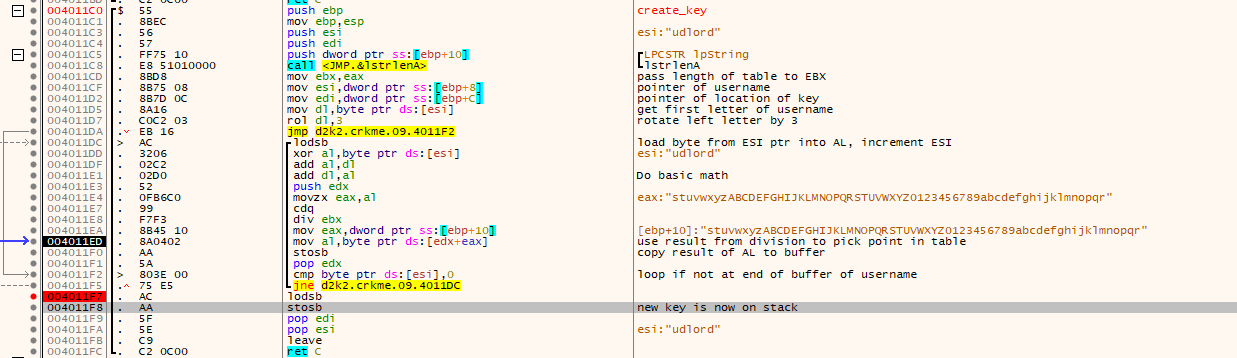 004011BD . C2 0C00 ret C
004011C0 $ 55 push ebp create_key
004011C1 . 8BEC mov ebp,esp
004011C3 . 56 push esi esi:"udlord"
004011C4 . 57 push edi
004011C5 . FF75 10 push dword ptr ss:[ebp+10] LPCSTR lpString
004011C8 . E8 51010000 call <JMP.&lstrlenA> lstrlenA
004011CD . 8BD8 mov ebx,eax pass length of table to EBX
004011CF . 8B75 08 mov esi,dword ptr ss:[ebp+8] pointer of username
004011D2 . 8B7D 0C mov edi,dword ptr ss:[ebp+C] pointer of location of key
004011D5 . 8A16 mov dl,byte ptr ds:[esi] get first letter of username
004011D7 . C0C2 03 rol dl,3 rotate left letter by 3
004011DA . EB 16 jmp d2k2.crkme.09.4011F2
004011DC > AC lodsb load byte from ESI ptr into AL, increment ESI
004011DD . 3206 xor al,byte ptr ds:[esi] esi:"udlord"
004011DF . 02C2 add al,dl
004011E1 . 02D0 add dl,al Do basic math
004011E3 . 52 push edx
004011E4 . 0FB6C0 movzx eax,al eax:"stuvwxyzABCDEFGHIJKLMNOPQRSTUVWXYZ0123456789abcdefghijklmnopqr"
004011E7 . 99 cdq
004011E8 . F7F3 div ebx
004011EA . 8B45 10 mov eax,dword ptr ss:[ebp+10] [ebp+10]:"stuvwxyzABCDEFGHIJKLMNOPQRSTUVWXYZ0123456789abcdefghijklmnopqr"
004011ED . 8A0402 mov al,byte ptr ds:[edx+eax] use result from division to pick point in table
004011F0 . AA stosb copy result of AL to buffer
004011F1 . 5A pop edx
004011F2 > 803E 00 cmp byte ptr ds:[esi],0 loop if not at end of buffer of username
004011F5 . 75 E5 jne d2k2.crkme.09.4011DC
004011F7 . AC lodsb
004011F8 . AA stosb new key is now on stack
004011F9 . 5F pop edi
004011FA . 5E pop esi esi:"udlord"
004011FB . C9 leave
004011FC . C2 0C00 ret C